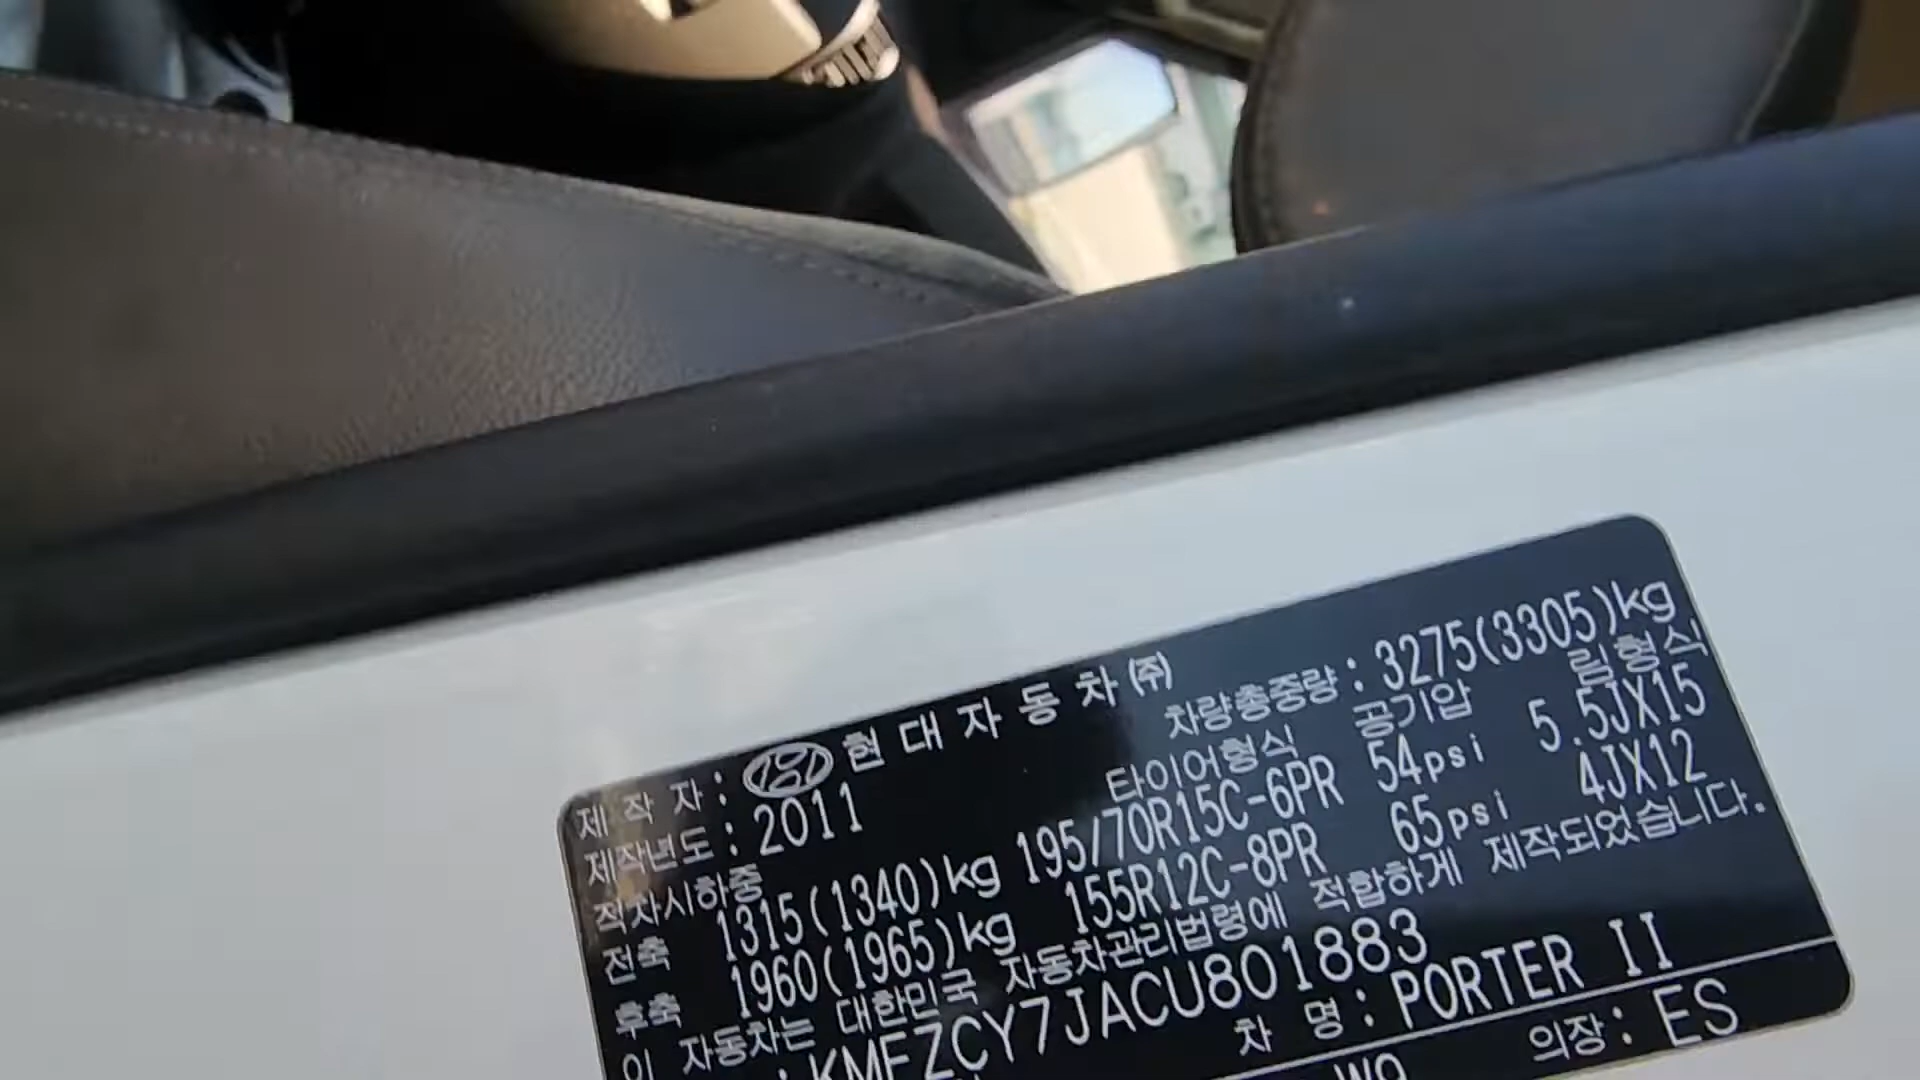 제 작 자 : 현 대 자 동 차 ㈜
제작년도 : 2011 차량총중량 : 3275(3305)kg
적차시하중 타이어형식 공기압 림형식
전축 1315(1340)kg 195/70R15C-6PR 54psi 5.5JX15
후축 1960(1965)kg 155R12C-8PR 65psi 4JX12
이 자동차는 대한민국 자동차관리법령에 적합하게 제작되었습니다.
: KMFZCY7JACU801883
차 명 : PORTER II
W9 의장 : ES